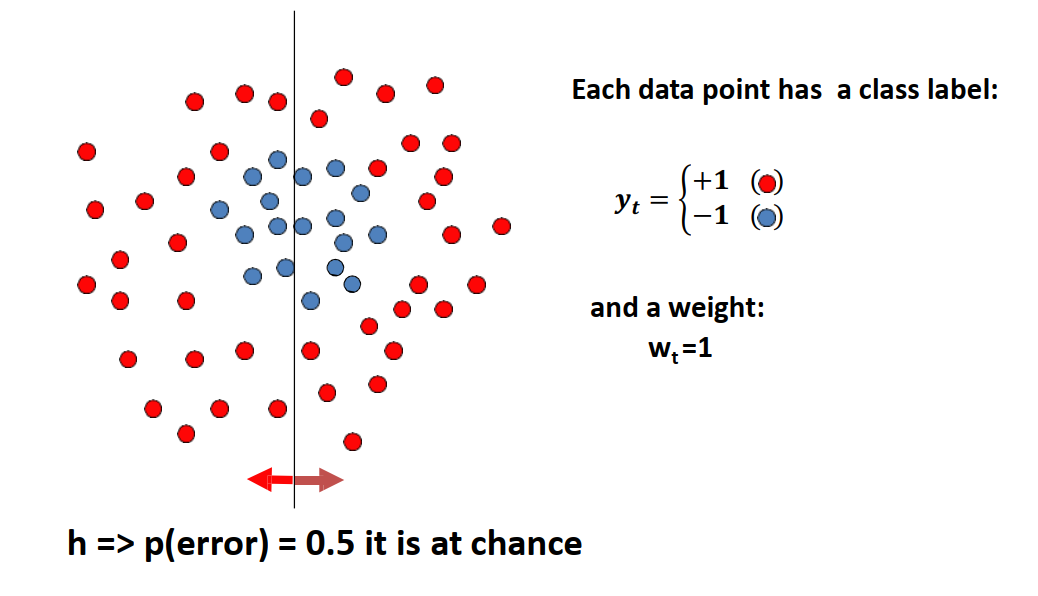 Each data point has a class label:
y_t = { +1 ( )
−1 ( )
and a weight:
w_t=1
h => p(error) = 0.5 it is at chance